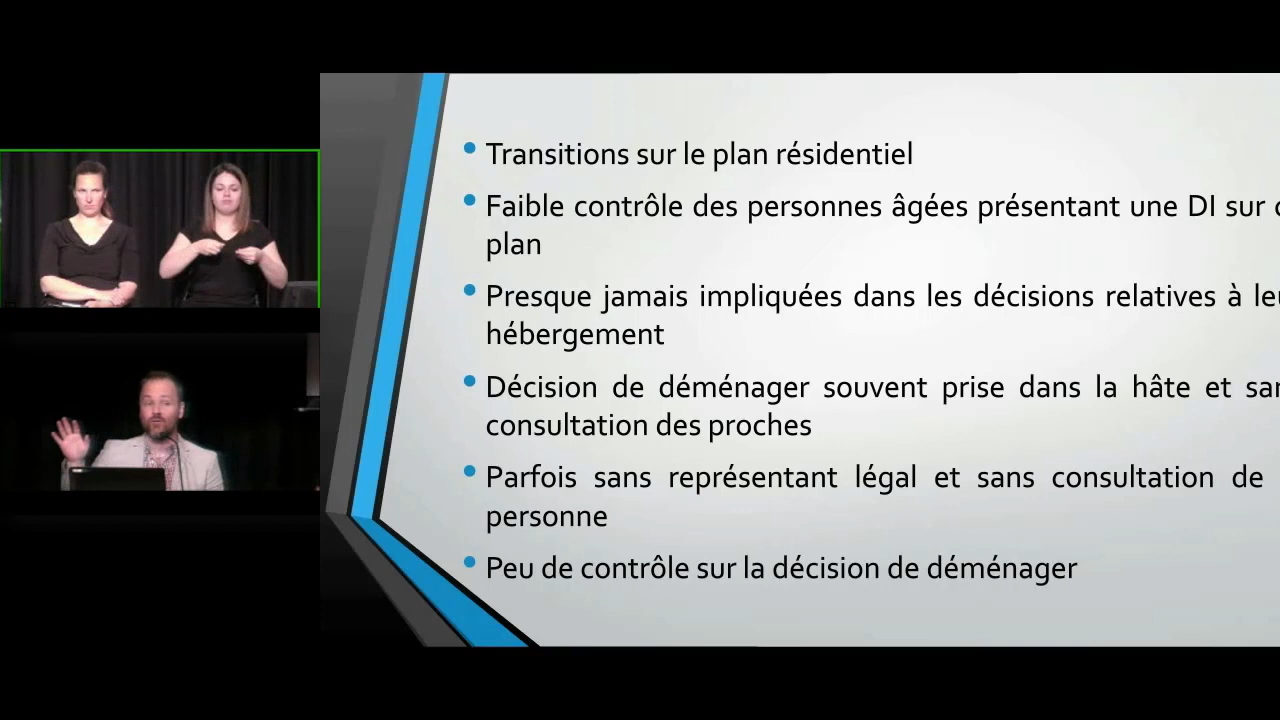 Transitions sur le plan résidentiel
Faible contrôle des personnes âgées présentant une DI sur
plan
Presque jamais impliquées dans les décisions relatives à
hébergement
Décision de déménager souvent prise dans la hâte et
consultation des proches
Parfois sans représentant légal et sans consultation de
personne
Peu de contrôle sur la décision de déménager